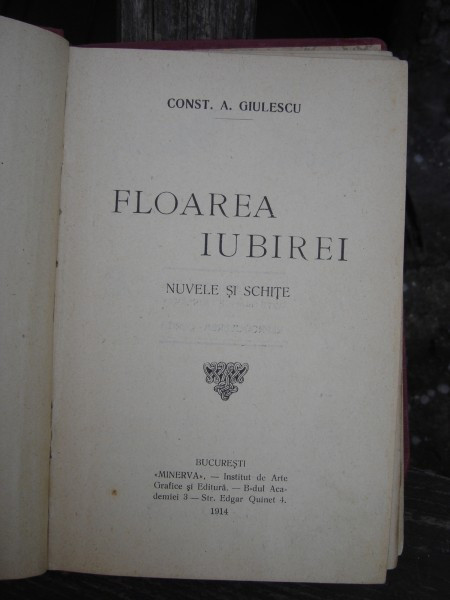 CONST. A. GIULESCU
FLOAREA
IUBIREI
NUVELE ȘI SCHIȚE
BUCUREȘTI
«MINERVA», — Institut de Arte
Grafice și Editură. — B-dul Aca-
demiei 3 — Str. Edgar Quinet 4.
1914